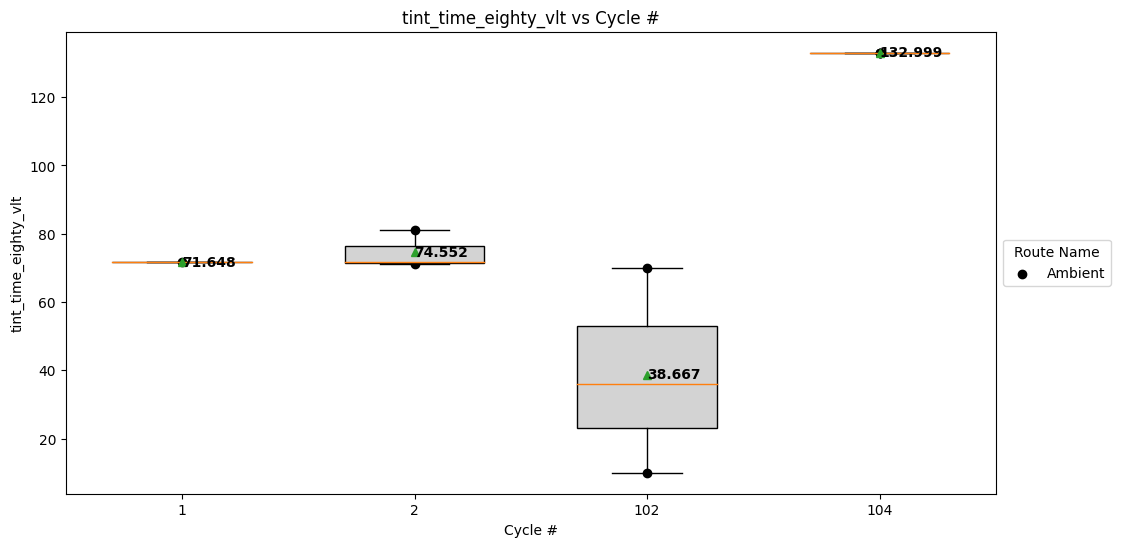 tint_time_eighty_vlt vs Cycle #
tint_time_eighty_vlt
120
100
80
60
40
20
71.648
74.552
38.667
132.999
1
2
102
104
Cycle #
Route Name
Ambient